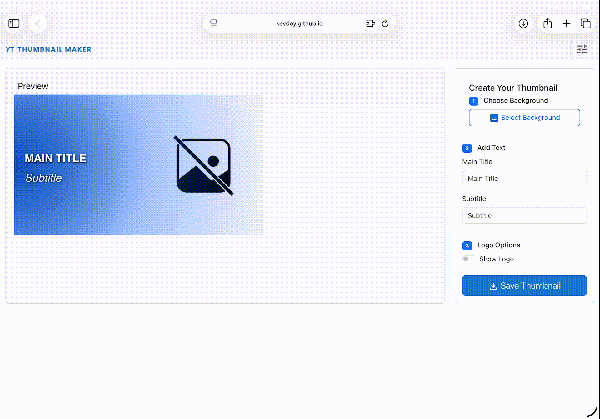 kevdoy.github.io
YT THUMBNAIL MAKER
Preview
MAIN TITLE
Subtitle
Create Your Thumbnail
1 Choose Background
Select Background
2 Add Text
Main Title
Main Title
Subtitle
Subtitle
3 Logo Options
Show Logo
Save Thumbnail